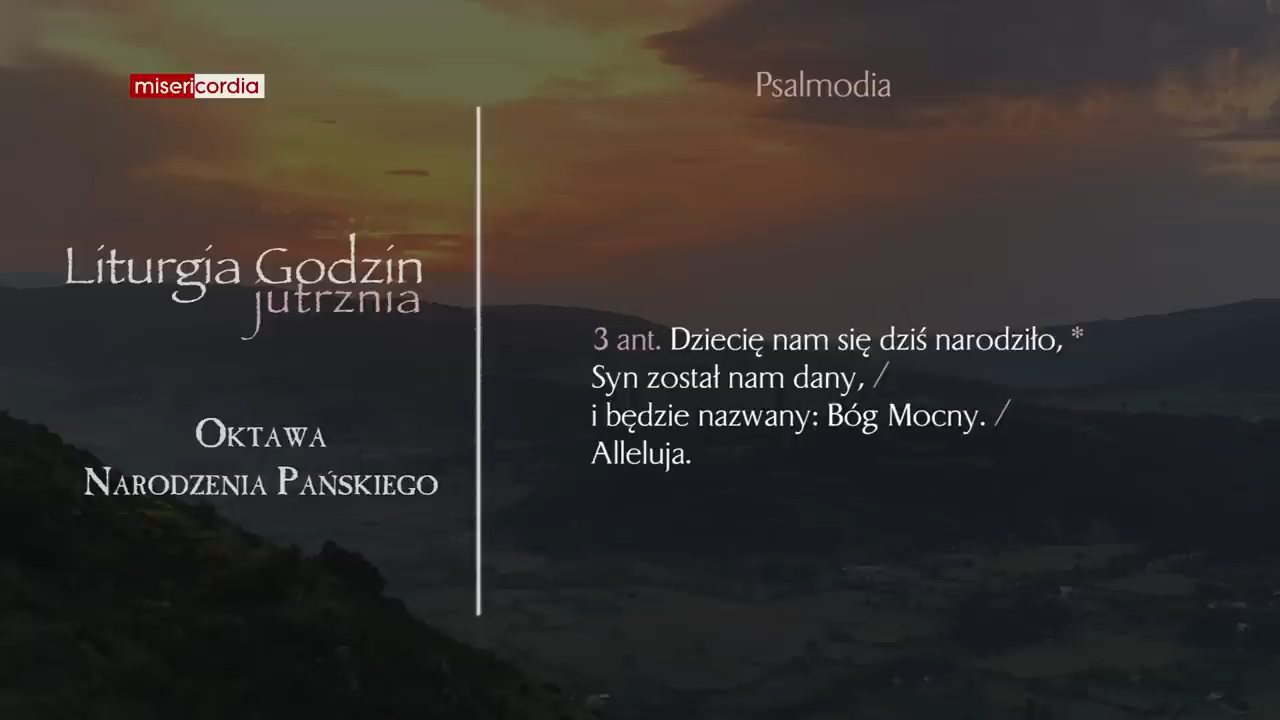 misericordia
Psalmodia
Liturgia Godzin
jutrznia
Oktawa
Narodzenia Pańskiego
3 ant. Dziecię nam się dziś narodziło, *
Syn został nam dany, /
i będzie nazwany: Bóg Mocny. /
Alleluja.